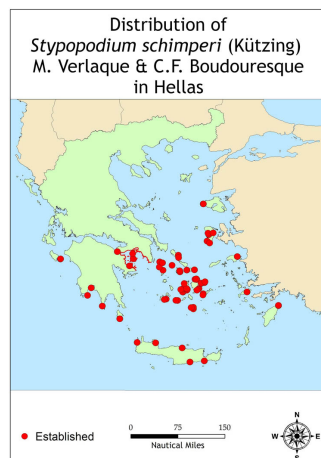 Distribution of
Stypopodium schimperi (Kützing)
M. Verlaque & C.F. Boudouresque
in Hellas
N
W E
S
Established
0 75 150
Nautical Miles